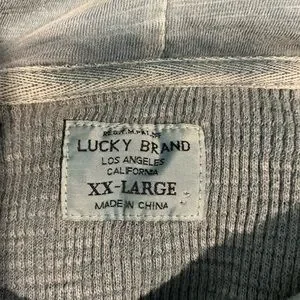 LUCKY BRAND
LOS ANGELES
CALIFORNIA
XX-LARGE
MADE IN CHINA